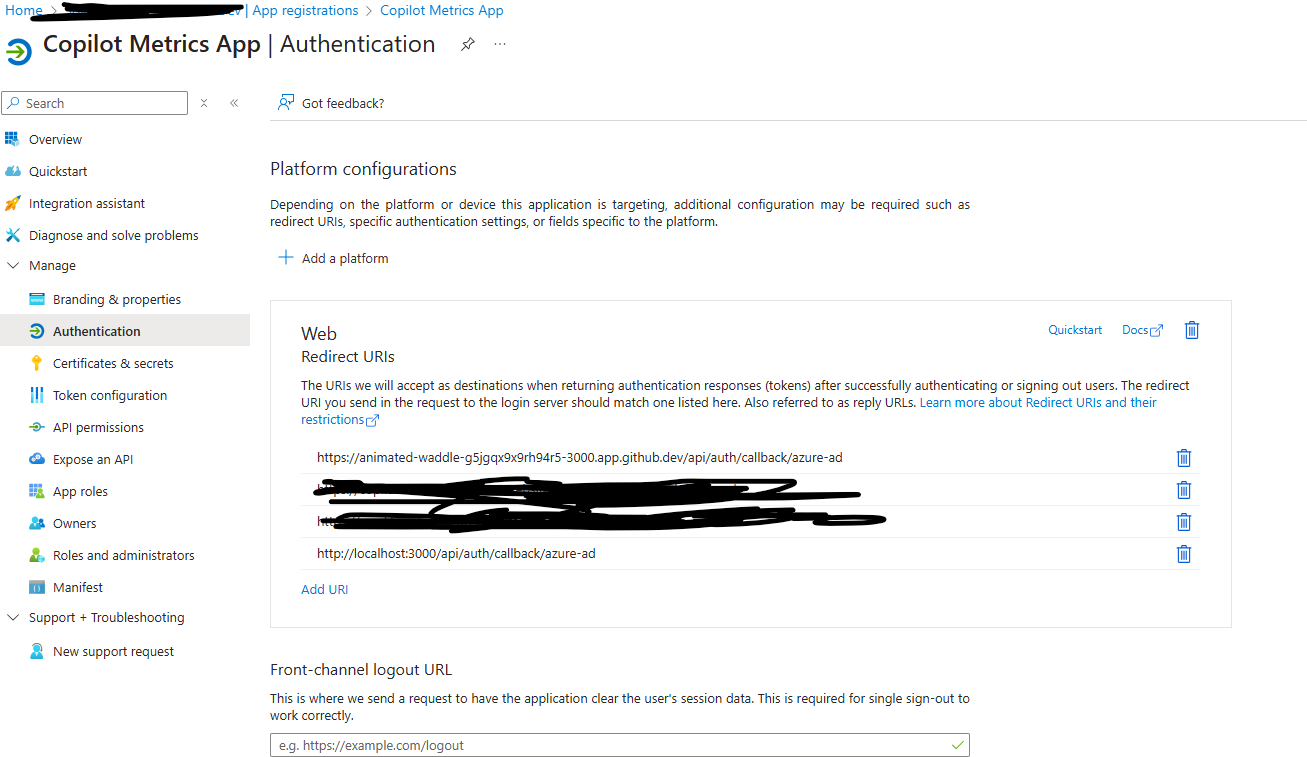 Home > | App registrations > Copilot Metrics App
Copilot Metrics App | Authentication
Search
Got feedback?
Overview
Quickstart
Integration assistant
Diagnose and solve problems
Manage
Branding & properties
Authentication
Certificates & secrets
Token configuration
API permissions
Expose an API
App roles
Owners
Roles and administrators
Manifest
Support + Troubleshooting
New support request
Platform configurations
Depending on the platform or device this application is targeting, additional configuration may be required such as
redirect URIs, specific authentication settings, or fields specific to the platform.
Add a platform
Web
Quickstart
Docs
Redirect URIs
The URIs we will accept as destinations when returning authentication responses (tokens) after successfully authenticating or signing out users. The redirect
URI you send in the request to the login server should match one listed here. Also referred to as reply URLs. Learn more about Redirect URIs and their
restrictions
https://animated-waddle-g5jgqx9x9rh94r5-3000.app.github.dev/api/auth/callback/azure-ad
http://localhost:3000/api/auth/callback/azure-ad
Add URI
Front-channel logout URL
This is where we send a request to have the application clear the user's session data. This is required for single sign-out to
work correctly.
e.g. https://example.com/logout